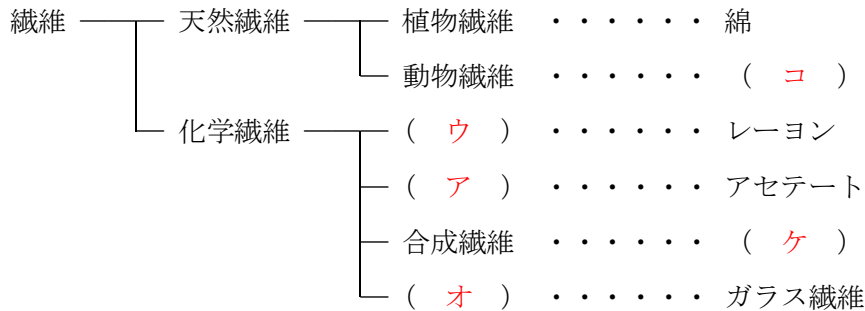 繊維 天然繊維 植物繊維 ・・・・・・ 綿
動物繊維 ・・・・・・ ( コ )
化学繊維 ( ウ ) ・・・・・・ レーヨン
( ア ) ・・・・・・ アセテート
合成繊維 ・・・・・・ ( ケ )
( オ ) ・・・・・・ ガラス繊維